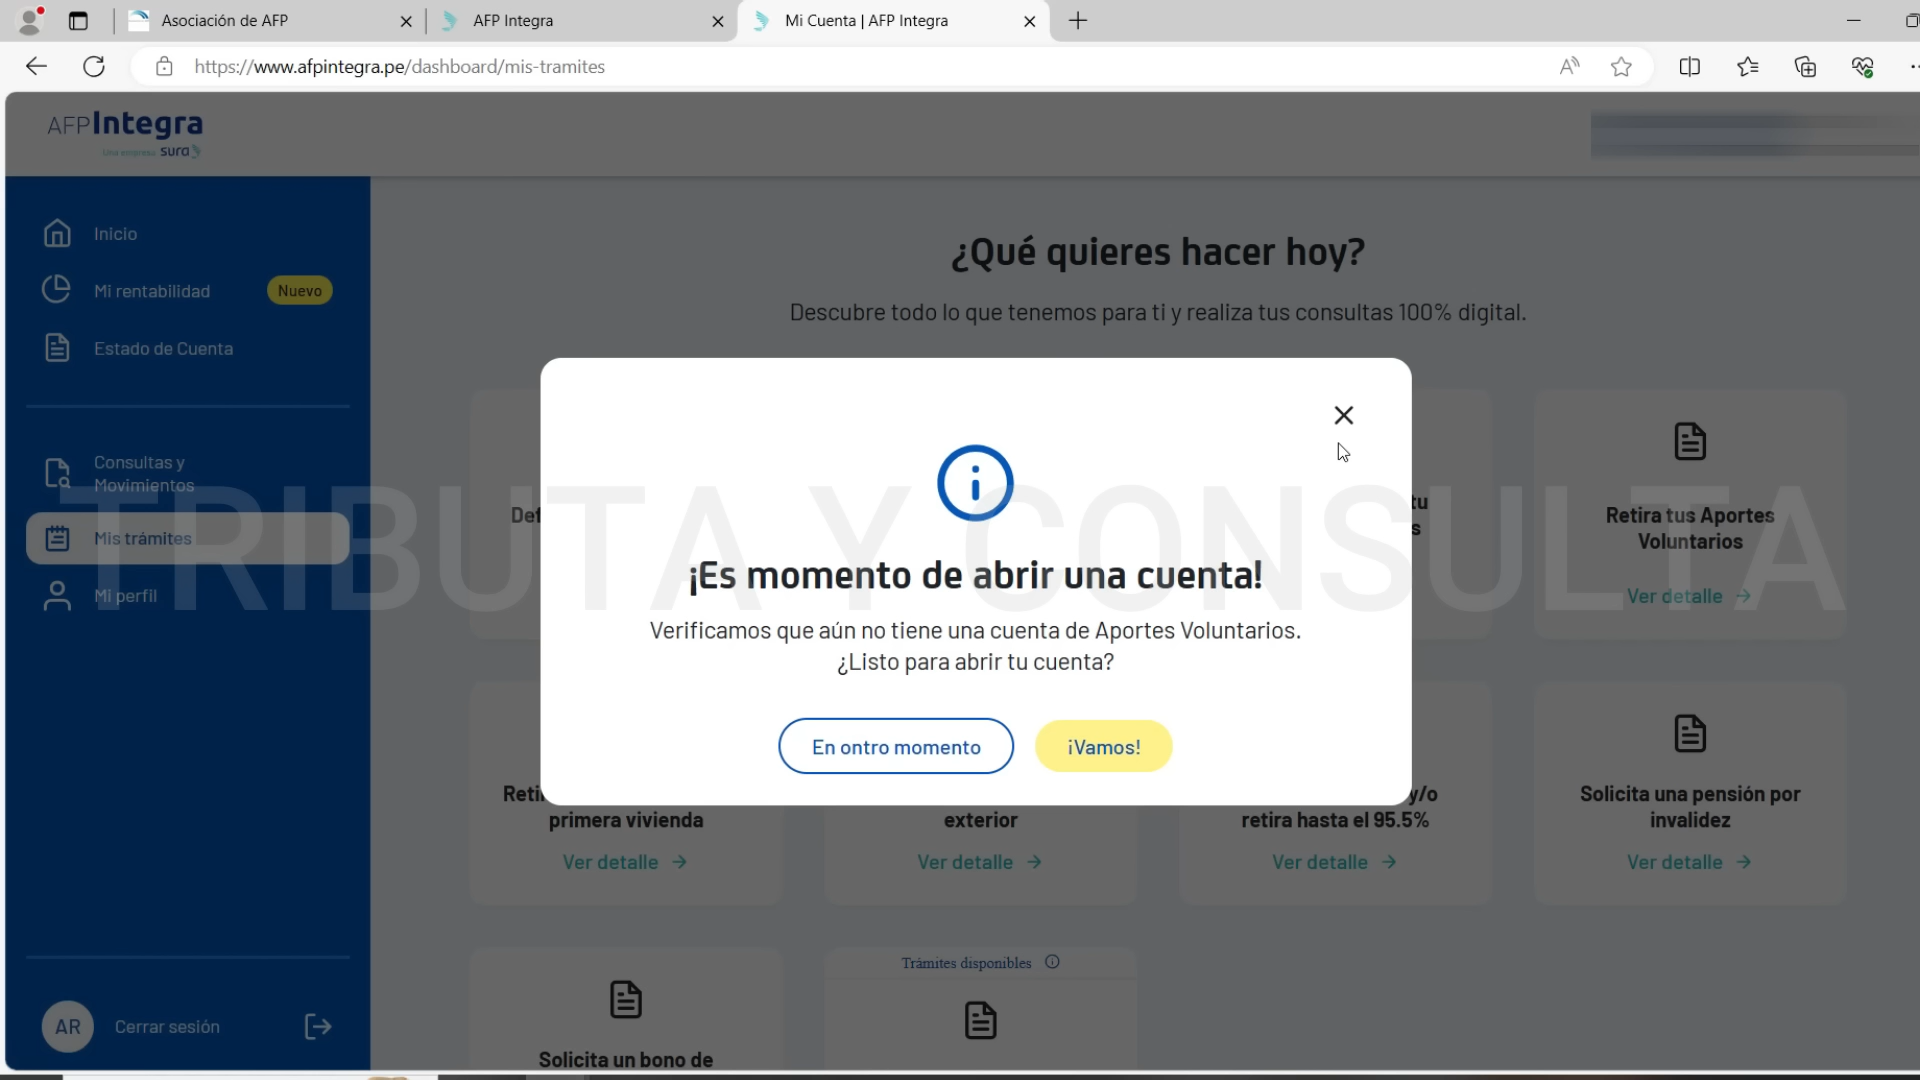 Asociación de AFP
AFP Integra
Mi Cuenta | AFP Integra
https://www.afpintegra.pe/dashboard/mis-tramites
AFP Integra
Una empresa sura
Inicio
Mi rentabilidad
Nuevo
Estado de Cuenta
Consultas y
Movimientos
Mis trámites
Mi perfil
AR
Cerrar sesión
¿Qué quieres hacer hoy?
Descubre todo lo que tenemos para ti y realiza tus consultas 100% digital.
¡Es momento de abrir una cuenta!
Verificamos que aún no tiene una cuenta de Aportes Voluntarios.
¿Listo para abrir tu cuenta?
En ontro momento
¡Vamos!
tu
Retira tus Aportes
Voluntarios
Ver detalle
TRIBUTA Y CONSULTA
primera vivienda
Ver detalle
exterior
Ver detalle
y/o
retira hasta el 95.5%
Ver detalle
Solicita una pensión por
invalidez
Ver detalle
Solicita un bono de
Trámites disponibles